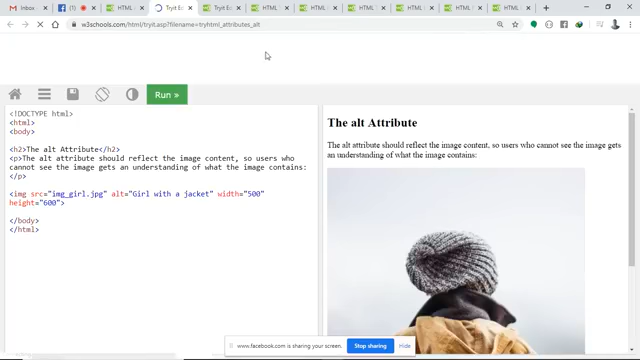 Inbox
HTML
Tryit Ec
Tryit Ec
HTML
HTML
HTML
HTML
HTML
HTML
w3schools.com/html/tryit.asp?filename=tryhtml_attributes_alt
Run »
<!DOCTYPE html>
<html>
<body>
<h2>The alt Attribute</h2>
<p>The alt attribute should reflect the image content, so users who
cannot see the image gets an understanding of what the image contains:
</p>
<img src="img_girl.jpg" alt="Girl with a jacket" width="500"
height="600">
</body>
</html>
The alt Attribute
The alt attribute should reflect the image content, so users who cannot see the image gets
an understanding of what the image contains:
www.facebook.com is sharing your screen.
Stop sharing
Hide